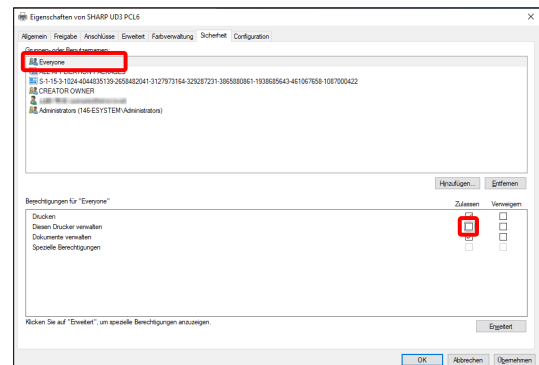 Eigenschaften von SHARP UD3 PCL6
Allgemein Freigabe Anschlüsse Erweitert Farbverwaltung Sicherheit Configuration
Gruppen- oder Benutzernamen:
Everyone
ALL APPLICATION PACKAGES
S-1-15-3-1024-4044835139-2658482041-3127973164-329287231-3865880861-1938685643-461067658-1087000422
CREATOR OWNER
Administrators (146-ESYSTEM\Administrators)
Hinzufügen... Entfernen
Berechtigungen für "Everyone" Zulassen Verweigern
Drucken
Diesen Drucker verwalten
Dokumente verwalten
Spezielle Berechtigungen
Klicken Sie auf "Erweitert", um spezielle Berechtigungen anzuzeigen.
Erweitert
OK Abbrechen Übernehmen